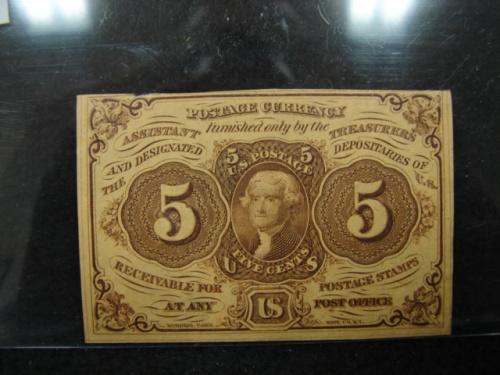 POSTAGE CURRENCY
furnished only by the
ASSISTANT TREASURERS
AND DESIGNATED DEPOSITARIES OF
THE U.S.
5 5
U.S. POSTAGE
5 5
FIVE CENTS
U S
RECEIVABLE FOR POSTAGE STAMPS
AT ANY US POST OFFICE